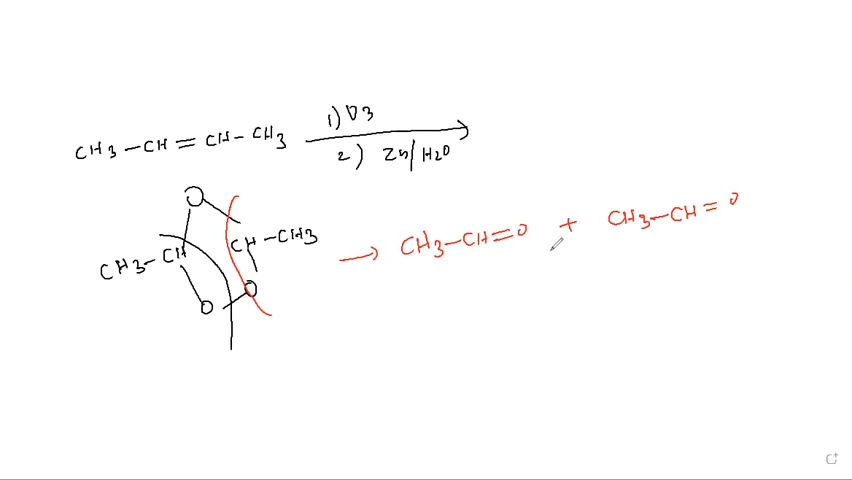 1) O3
CH3-CH=CH-CH3
2) Zn/H2O
O
CH3-CH CH-CH3 → CH3-CH=O + CH3-CH=O
O O